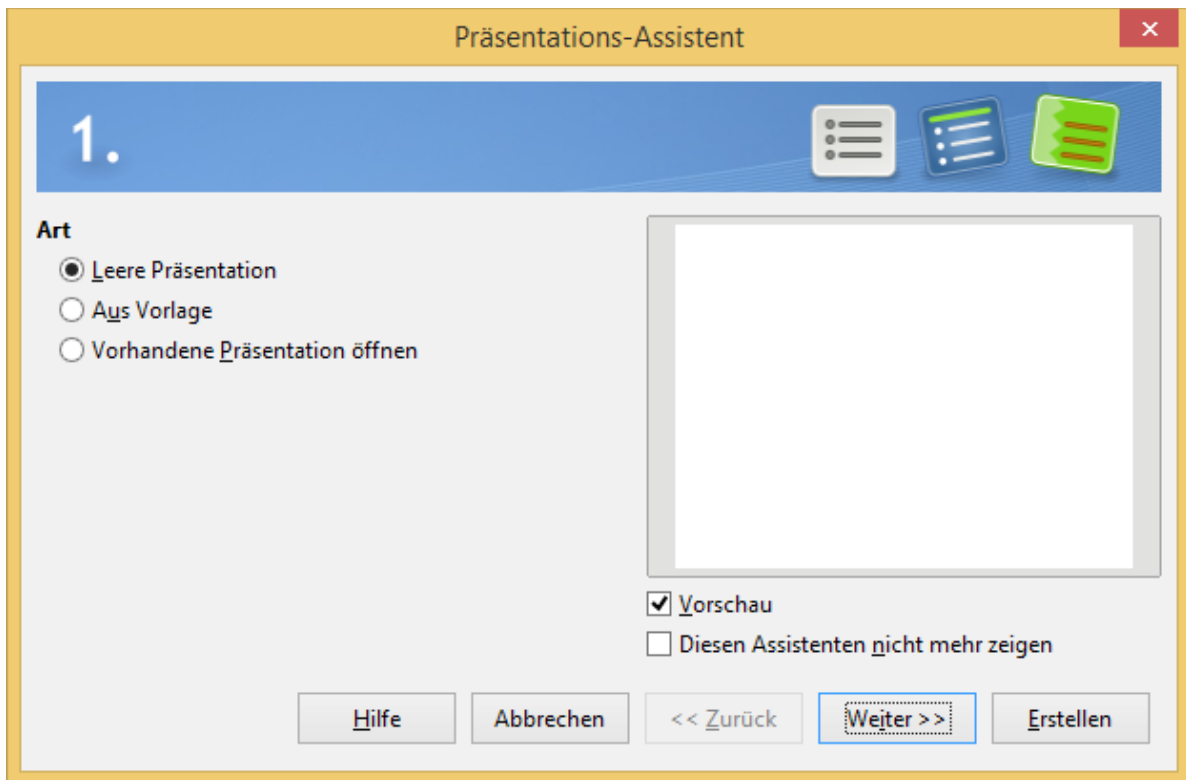 Präsentations-Assistent
1.
Art
Leere Präsentation
Aus Vorlage
Vorhandene Präsentation öffnen
Vorschau
Diesen Assistenten nicht mehr zeigen
Hilfe Abbrechen << Zurück Weiter >> Erstellen